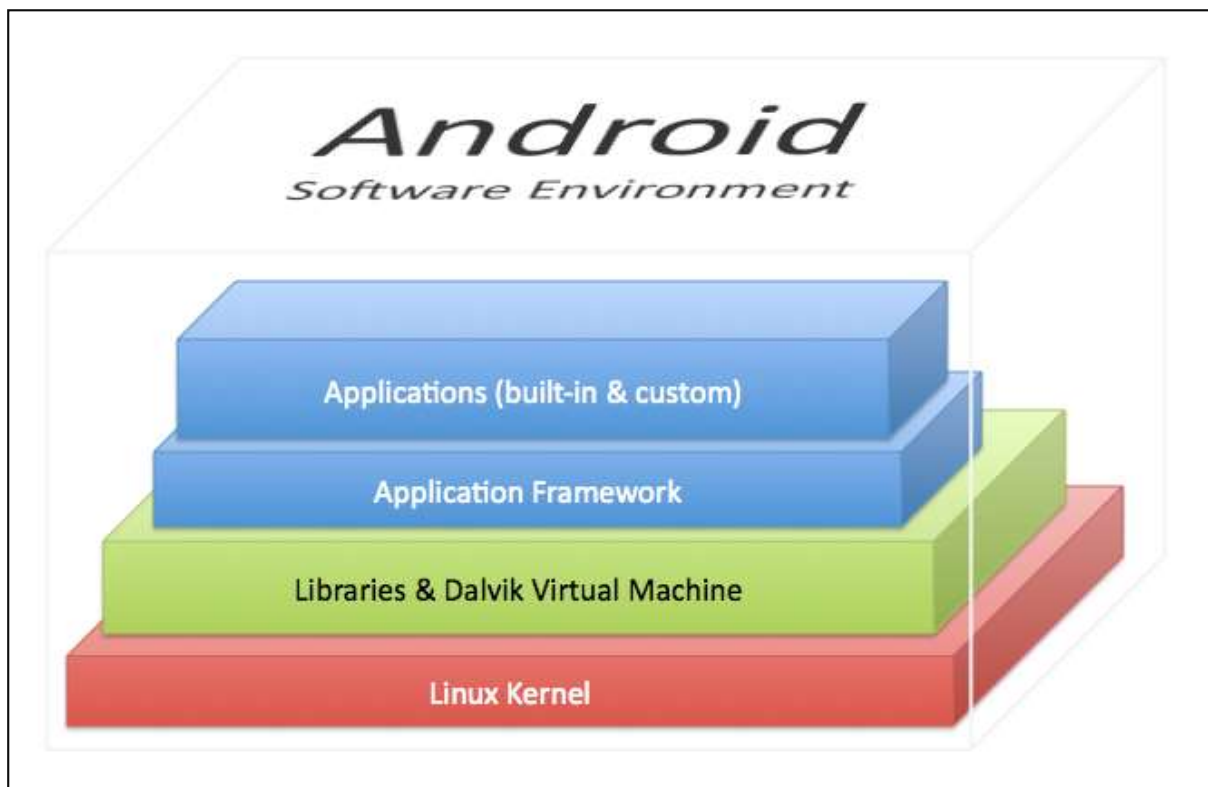 Android
Software Environment
Applications (built-in & custom)
Application Framework
Libraries & Dalvik Virtual Machine
Linux Kernel